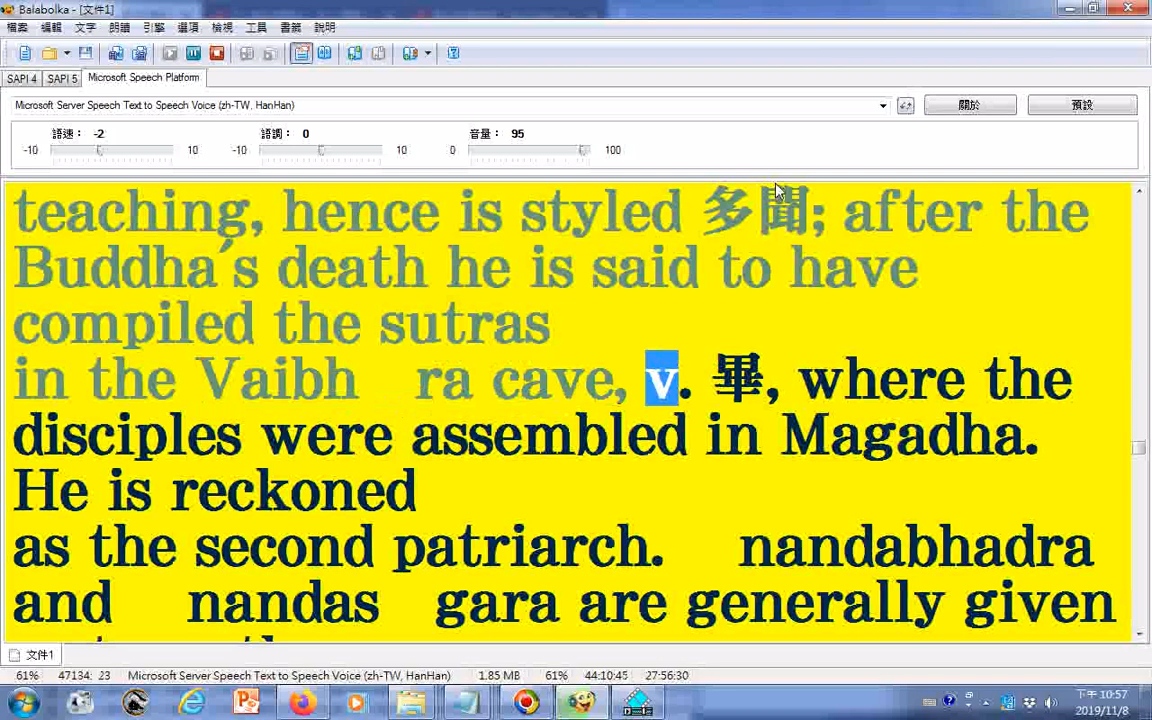 Balabolka - [文件1]
檔案 編輯 文字 朗讀 引擎 選項 檢視 工具 書籤 說明
SAPI 4 SAPI 5 Microsoft Speech Platform
Microsoft Server Speech Text to Speech Voice (zh-TW, HanHan) 關於 預設
語速： -2 語調： 0 音量： 95
-10 10 -10 10 0 100
teaching, hence is styled 多聞; after the
Buddha's death he is said to have
compiled the sutras
in the Vaibh ra cave, v. 畢, where the
disciples were assembled in Magadha.
He is reckoned
as the second patriarch. nandabhadra
and nandas gara are generally given
文件1
61% 47134: 23 Microsoft Server Speech Text to Speech Voice (zh-TW, HanHan) 1.85 MB 61% 44:10:45 27:56:30
下午 10:57
2019/11/8